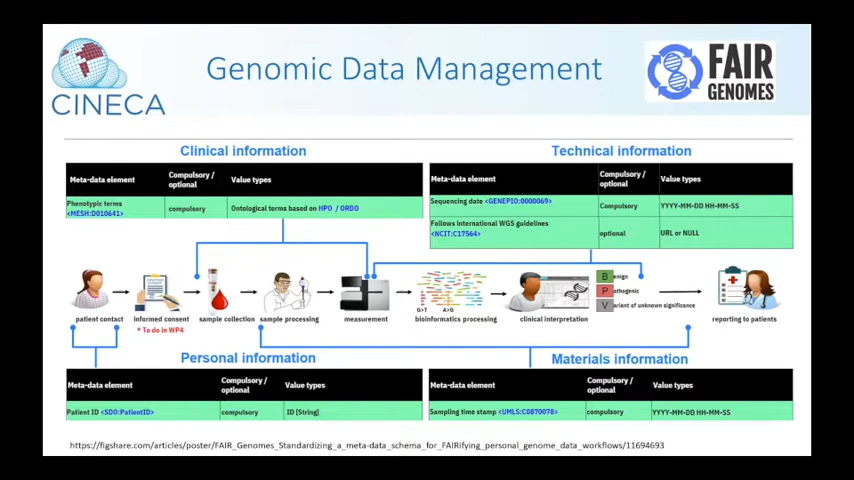 CINECA
Genomic Data Management
FAIR
GENOMES
Clinical information
Meta-data element Compulsory / optional Value types
Phenotypic terms <MESH:D010641> compulsory Ontological terms based on HPO / ORDO
Technical information
Meta-data element Compulsory / optional Value types
Sequencing date <GENEPIO:0000069> Compulsory YYYY-MM-DD HH-MM-SS
Follows international WGS guidelines <NCIT:C17564> optional URL or NULL
patient contact
informed consent
* To do in WP4
sample collection
sample processing
measurement
G>T A>G
bioinformatics processing
clinical interpretation
Benign
Pathogenic
Variant of unknown significance
reporting to patients
Personal information
Meta-data element Compulsory / optional Value types
Patient ID <SDO:PatientID> compulsory ID [String]
Materials information
Meta-data element Compulsory / optional Value types
Sampling time stamp <UMLS:C0870078> compulsory YYYY-MM-DD HH-MM-SS
https://figshare.com/articles/poster/FAIR_Genomes_Standardizing_a_meta-data_schema_for_FAIRifying_personal_genome_data_workflows/11694693